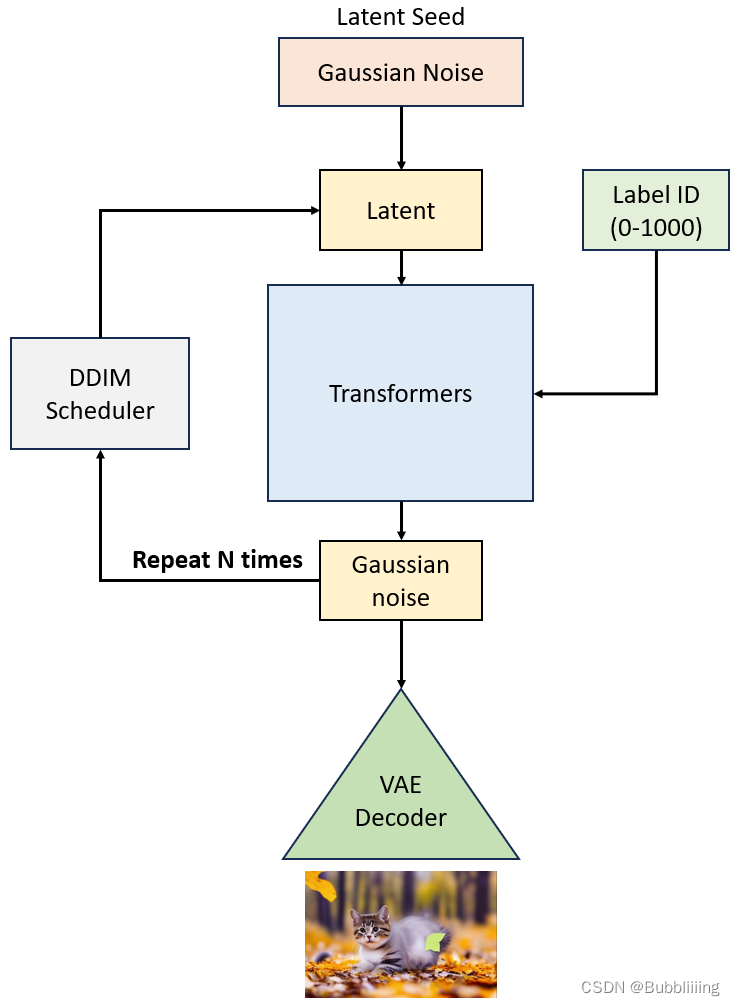 Latent Seed
Gaussian Noise
Latent
Label ID
(0-1000)
Transformers
DDIM
Scheduler
Repeat N times
Gaussian
noise
VAE
Decoder
CSDN @Bubbliiiing